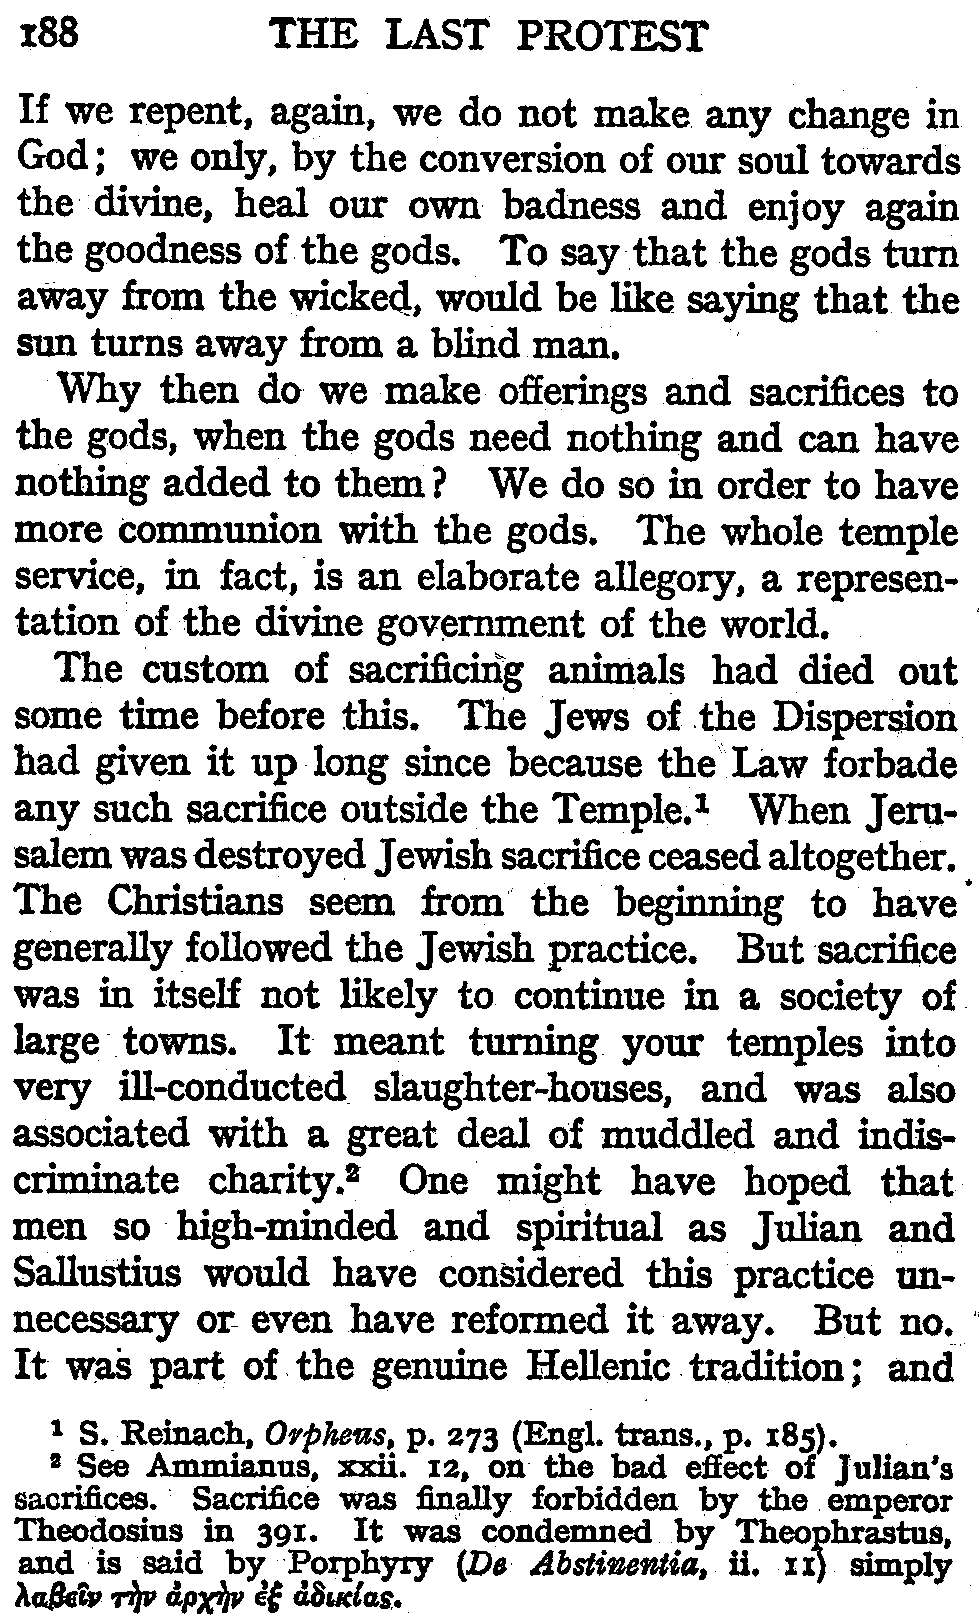 188 THE LAST PROTEST
If we repent, again, we do not make any change in
God; we only, by the conversion of our soul towards
the divine, heal our own badness and enjoy again
the goodness of the gods. To say that the gods turn
away from the wicked, would be like saying that the
sun turns away from a blind man.
Why then do we make offerings and sacrifices to
the gods, when the gods need nothing and can have
nothing added to them? We do so in order to have
more communion with the gods. The whole temple
service, in fact, is an elaborate allegory, a represen-
tation of the divine government of the world.
The custom of sacrificing animals had died out
some time before this. The Jews of the Dispersion
had given it up long since because the Law forbade
any such sacrifice outside the Temple.¹ When Jeru-
salem was destroyed Jewish sacrifice ceased altogether.
The Christians seem from the beginning to have
generally followed the Jewish practice. But sacrifice
was in itself not likely to continue in a society of
large towns. It meant turning your temples into
very ill-conducted slaughter-houses, and was also
associated with a great deal of muddled and indis-
criminate charity.² One might have hoped that
men so high-minded and spiritual as Julian and
Sallustius would have considered this practice un-
necessary or even have reformed it away. But no.
It was part of the genuine Hellenic tradition; and
¹ S. Reinach, Orpheus, p. 273 (Engl. trans., p. 185).
² See Ammianus, xxii. 12, on the bad effect of Julian's
sacrifices. Sacrifice was finally forbidden by the emperor
Theodosius in 391. It was condemned by Theophrastus,
and is said by Porphyry (De Abstinentia, ii. 11) simply
λαβεῖν τὴν ἀρχὴν ἐξ ἀδικίας.